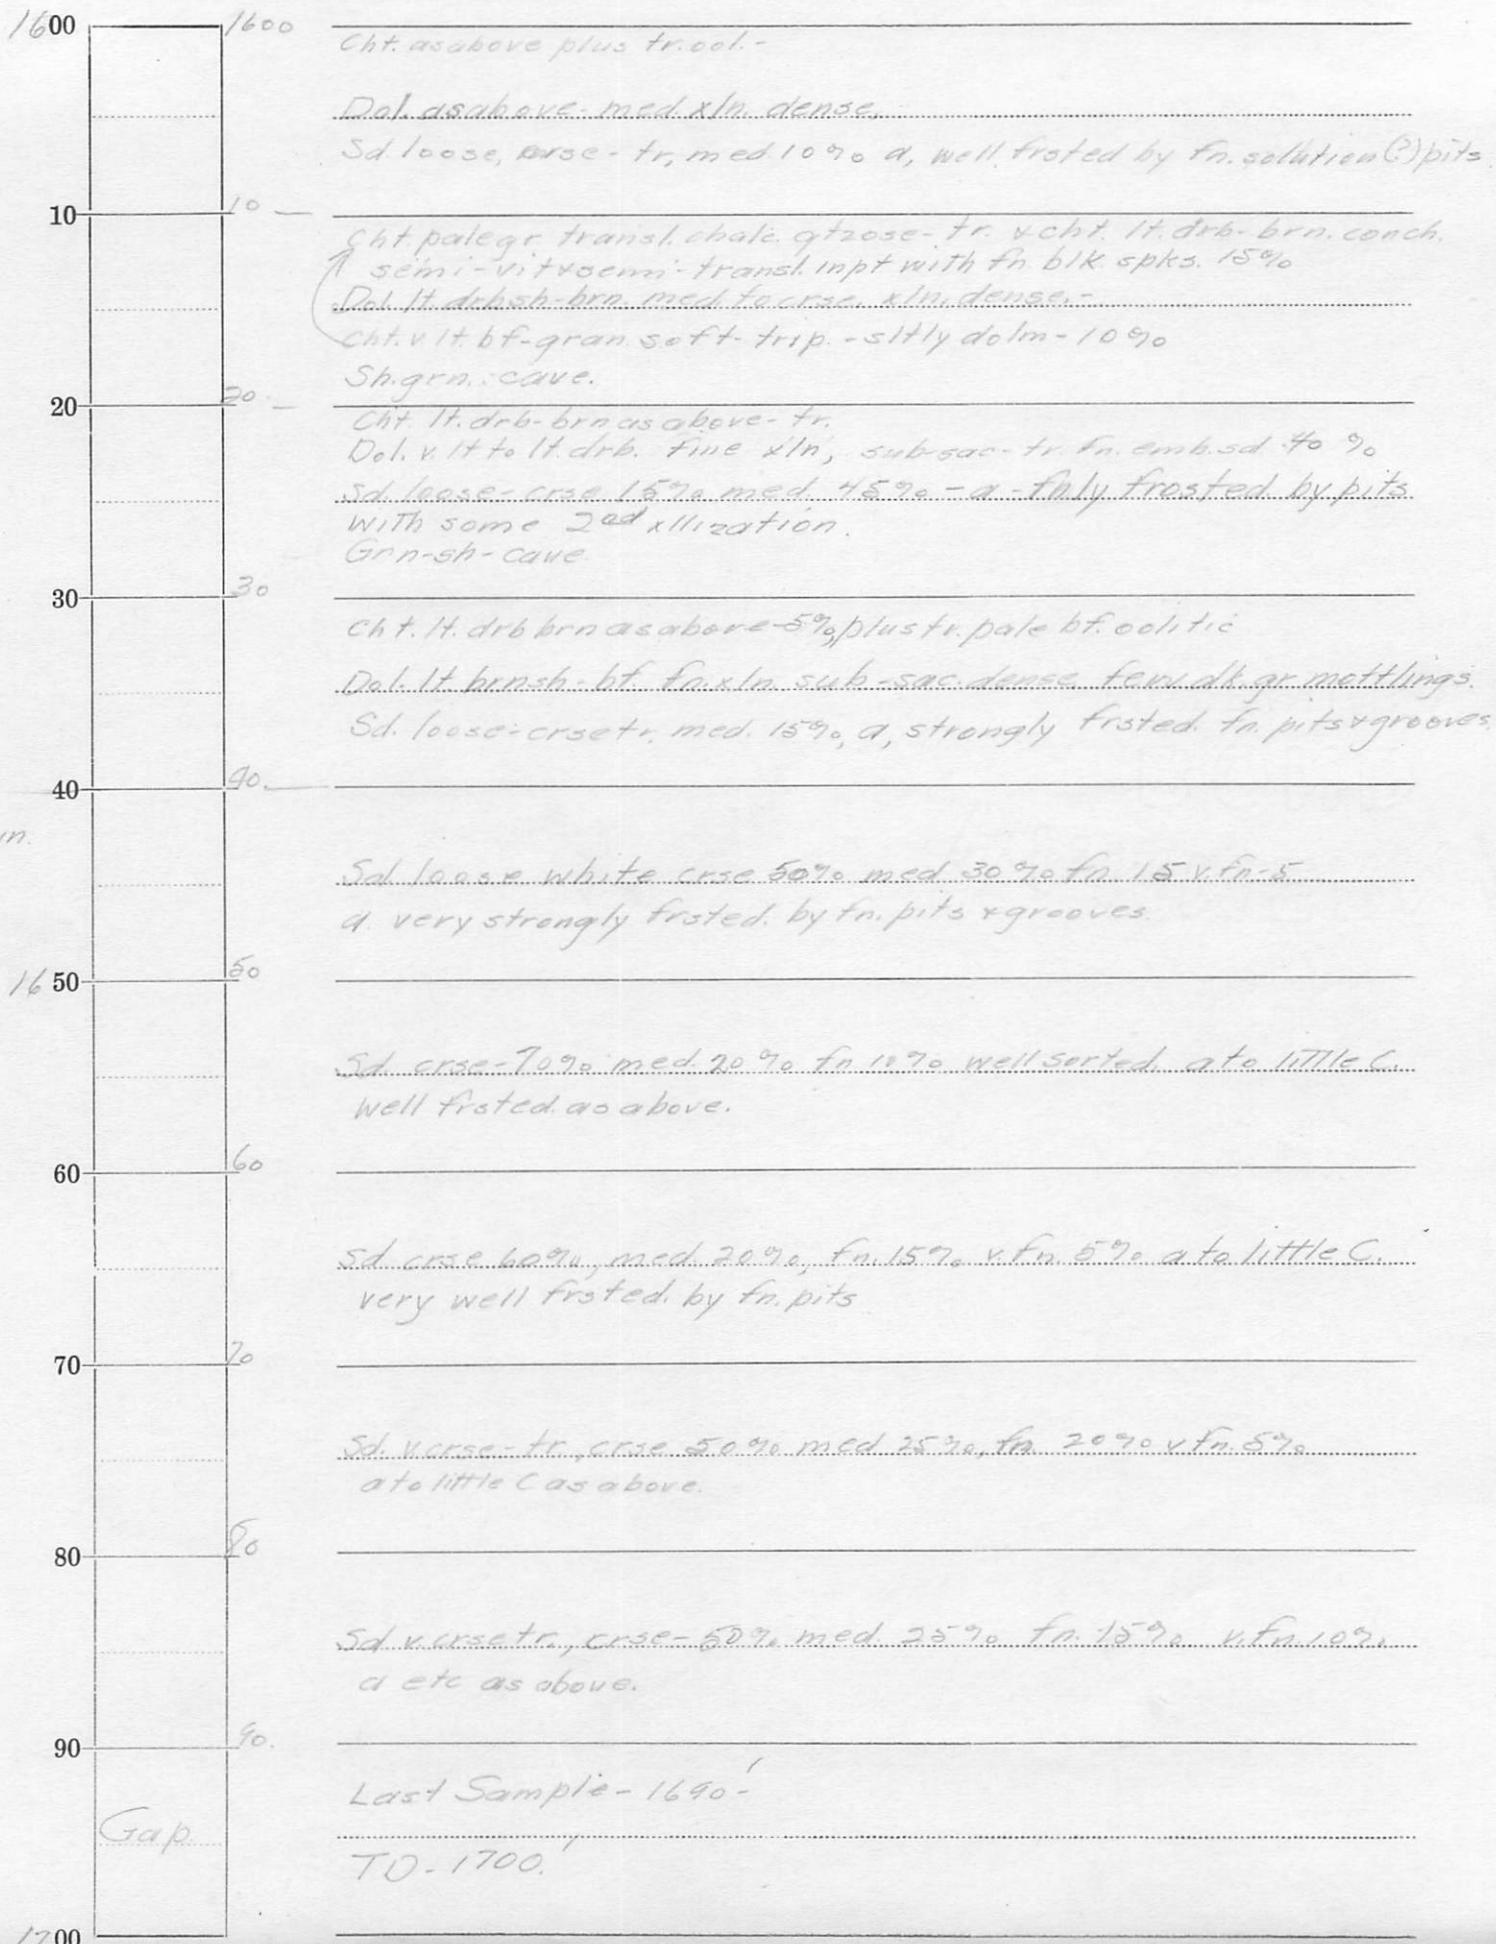 1600 1600
Cht. as above plus tr. ool. -
Dol. as above - med. xln. dense.
Sd. loose, crse - tr, med. 10% a, well frsted by fn. solution (?) pits
10 10
Cht. pale gr. transl. chalc. qtzose - tr. & cht. lt. drb - brn. conch.
semi-vit & semi-transl. in pt with fn blk spks. 15%
Dol. lt. drbsh-brn. med. to crse. xln. dense. -
Cht. v. lt. bf - gran. soft - trip. - sltly dolm - 10%
Sh. grn. : cave.
20 20
Cht. lt. drb - brn as above - tr.
Dol. v. lt to lt. drb. fine xln, sub-sac - tr. fn. emb. sd 40 %
Sd. loose - crse 15% med. 45% - a - fnly frosted by pits
with some 2nd xllization.
Grn - sh - cave
30 30
Cht. lt. drb brn as above - 5%, plus tr. pale bf. oolitic
Dol. lt brnsh - bf. fn. xln. sub-sac. dense few dk. gr. mottlings.
Sd. loose - crse tr. med. 15%, a, strongly frsted. fn. pits & grooves.
40 40.
in.
Sd loose white crse 50% med 30% fn 15 v. fn - 5
a. very strongly frsted. by fn. pits & grooves.
1650 50
Sd. crse - 70% med. 20% fn 10% well sorted. a to little C.
well frsted. as above.
60 60
Sd. crse 60%, med. 20%, fn. 15% v. fn. 5% a to little C.
very well frsted. by fn. pits
70 70
Sd. v. crse - tr., crse 50% med 25%, fn 20% v fn. 5%
a to little C as above.
80 80
Sd v. crse tr., crse - 50% med. 25% fn. 15% v. fn. 10%.
a etc as above.
90 90.
Last Sample - 1690'-
Gap
TD - 1700.'
1700